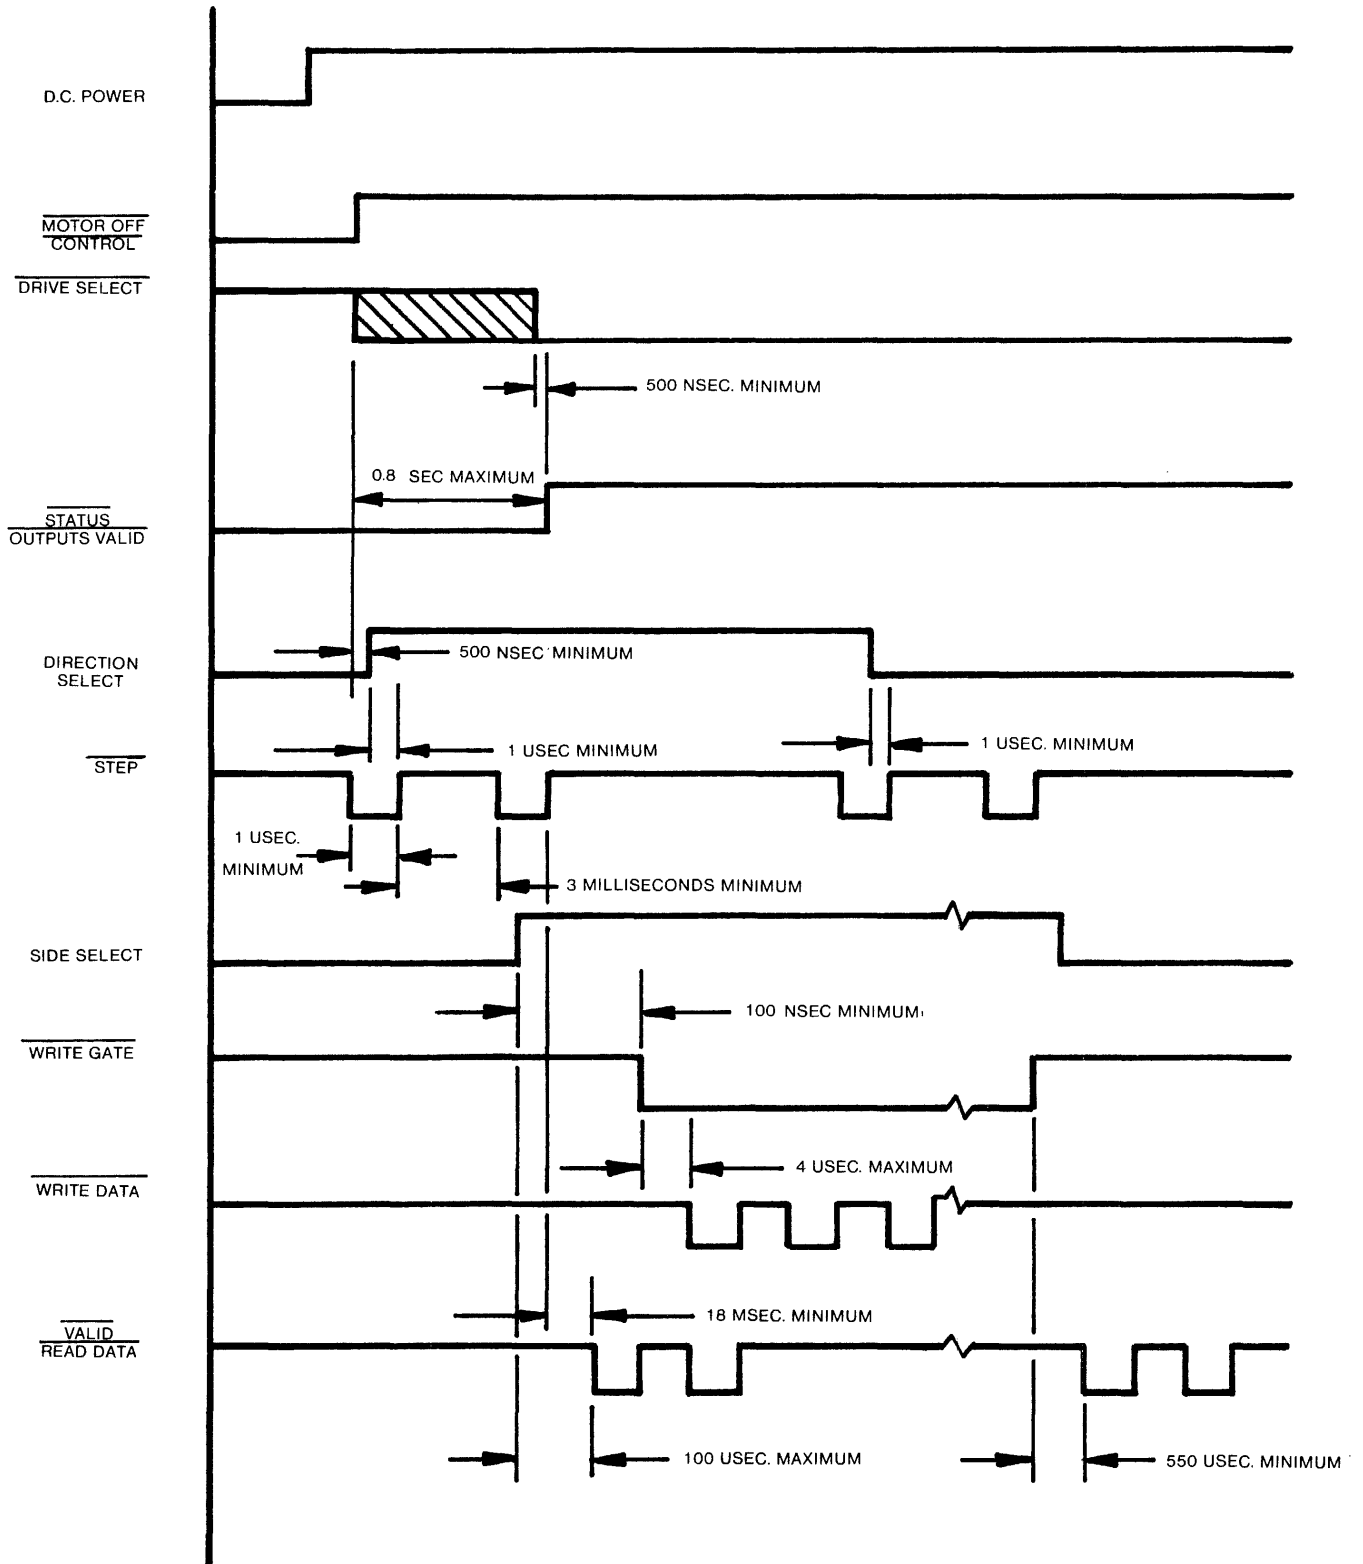 D.C. POWER
MOTOR OFF
CONTROL
DRIVE SELECT
500 NSEC. MINIMUM
0.8 SEC MAXIMUM
STATUS
OUTPUTS VALID
500 NSEC MINIMUM
DIRECTION
SELECT
1 USEC MINIMUM
1 USEC. MINIMUM
STEP
1 USEC.
MINIMUM
3 MILLISECONDS MINIMUM
SIDE SELECT
100 NSEC MINIMUM
WRITE GATE
4 USEC. MAXIMUM
WRITE DATA
18 MSEC. MINIMUM
VALID
READ DATA
100 USEC. MAXIMUM
550 USEC. MINIMUM